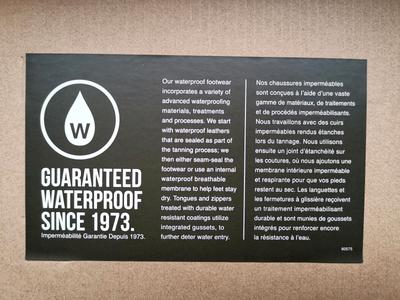 W
GUARANTEED
WATERPROOF
SINCE 1973.
Imperméabilité Garantie Depuis 1973.
Our waterproof footwear
incorporates a variety of
advanced waterproofing
materials, treatments
and processes. We start
with waterproof leathers
that are sealed as part of
the tanning process; we
then either seam-seal the
footwear or use an internal
waterproof breathable
membrane to help feet stay
dry. Tongues and zippers
treated with durable water
resistant coatings utilize
integrated gussets, to
further deter water entry.
Nos chaussures imperméables
sont conçues à l'aide d'une vaste
gamme de matériaux, de traitements
et de procédés imperméabilisants.
Nous travaillons avec des cuirs
imperméables rendus étanches
lors du tannage. Nous utilisons
ensuite un joint d'étanchéité sur
les coutures, où nous ajoutons une
membrane intérieure imperméable
et respirante pour que vos pieds
restent au sec. Les languettes et
les fermetures à glissière reçoivent
un traitement imperméabilisant
durable et sont munies de goussets
intégrés pour renforcer encore
la résistance à l'eau.